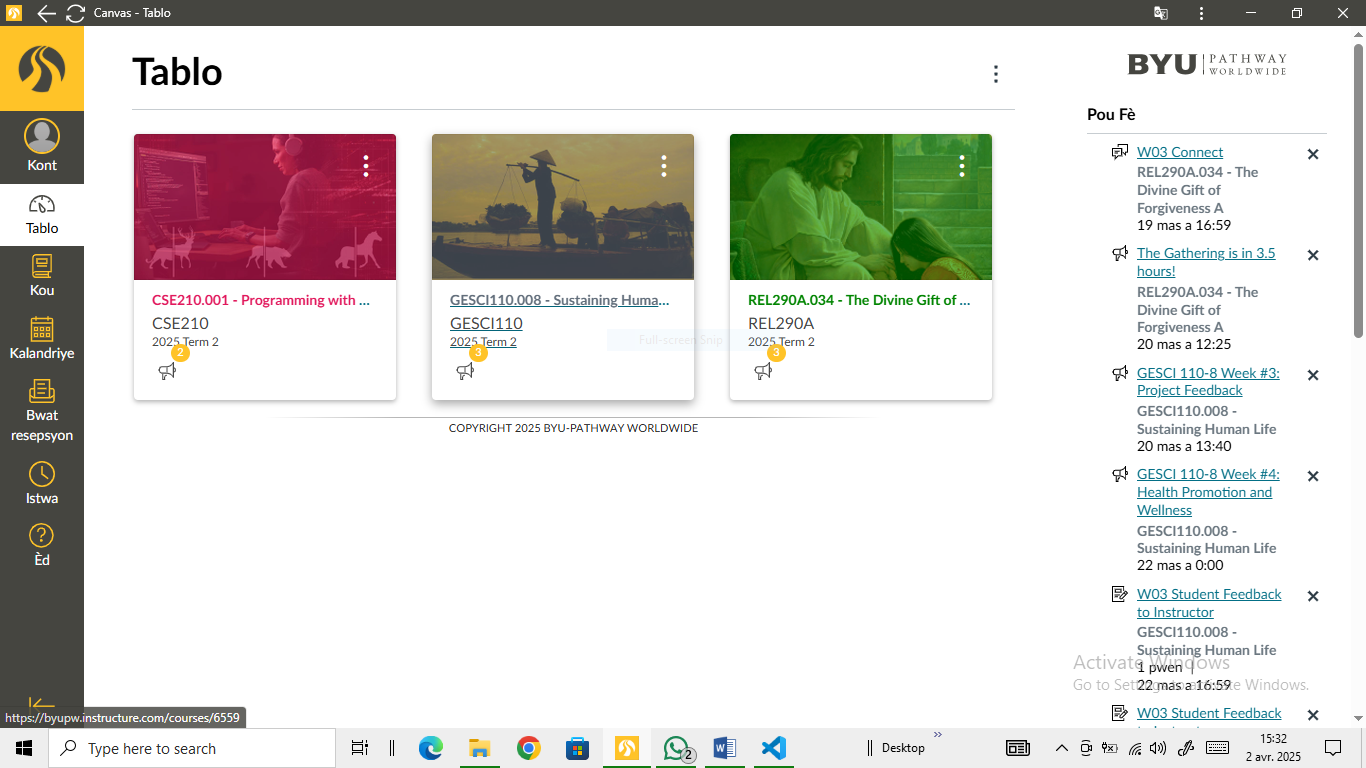 Canvas - Tablo
Kont
Tablo
Kou
Kalandriye
Bwat
resepsyon
Istwa
Èd
Tablo
CSE210.001 - Programming with ...
CSE210
2025 Term 2
2
GESCI110.008 - Sustaining Huma...
GESCI110
2025 Term 2
3
REL290A.034 - The Divine Gift of ...
REL290A
2025 Term 2
3
Full-screen Snip
COPYRIGHT 2025 BYU-PATHWAY WORLDWIDE
BYU PATHWAY
WORLDWIDE
Pou Fè
W03 Connect
REL290A.034 - The
Divine Gift of
Forgiveness A
19 mas a 16:59
The Gathering is in 3.5
hours!
REL290A.034 - The
Divine Gift of
Forgiveness A
20 mas a 12:25
GESCI 110-8 Week #3:
Project Feedback
GESCI110.008 -
Sustaining Human Life
20 mas a 13:40
GESCI 110-8 Week #4:
Health Promotion and
Wellness
GESCI110.008 -
Sustaining Human Life
22 mas a 0:00
W03 Student Feedback
to Instructor
GESCI110.008 -
Sustaining Human Life
1 pwen |
22 mas a 16:59
W03 Student Feedback
Activate Windows
Go to Settings to activate Windows.
https://byupw.instructure.com/courses/6559
Type here to search
2
Desktop
15:32
2 avr. 2025